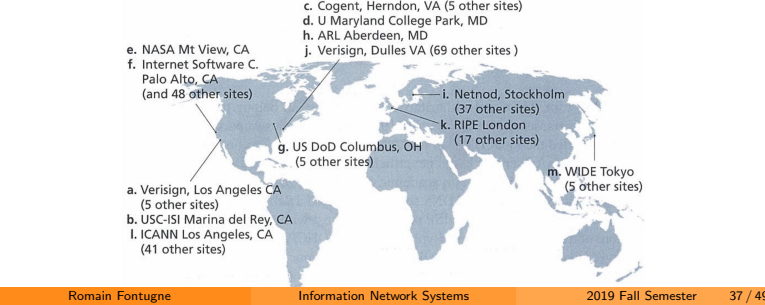 c. Cogent, Herndon, VA (5 other sites)
d. U Maryland College Park, MD
h. ARL Aberdeen, MD
j. Verisign, Dulles VA (69 other sites )
e. NASA Mt View, CA
f. Internet Software C.
Palo Alto, CA
(and 48 other sites)
i. Netnod, Stockholm
(37 other sites)
k. RIPE London
(17 other sites)
g. US DoD Columbus, OH
(5 other sites)
m. WIDE Tokyo
(5 other sites)
a. Verisign, Los Angeles CA
(5 other sites)
b. USC-ISI Marina del Rey, CA
l. ICANN Los Angeles, CA
(41 other sites)
Romain Fontugne Information Network Systems 2019 Fall Semester 37 / 49